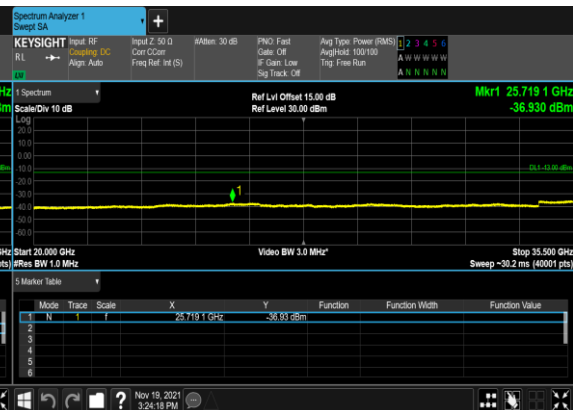 Spectrum Analyzer 1
Swept SA
+
KEYSIGHT Input: RF Input Z: 50 Ω #Atten: 30 dB PNO: Fast Avg Type: Power (RMS) 1 2 3 4 5 6
RL Coupling: DC Corr CCorr Gate: Off Avg|Hold: 100/100 A W W W W W
Align: Auto Freq Ref: Int (S) IF Gain: Low Trig: Free Run
LW Sig Track: Off A N N N N N
Hz 1 Spectrum Ref Lvl Offset 15.00 dB Mkr1 25.719 1 GHz
Bm Scale/Div 10 dB Ref Level 30.00 dBm -36.930 dBm
Log
20.0
10.0
0.00
dBm -10.0 DL1 -13.00 dBm
-20.0
-30.0 1
-40.0
-50.0
-60.0
GHz Start 20.000 GHz Video BW 3.0 MHz* Stop 35.500 GHz
pts) #Res BW 1.0 MHz Sweep ~30.2 ms (40001 pts)
5 Marker Table
Mode Trace Scale X Y Function Function Width Function Value
1 N 1 f 25.719 1 GHz -36.93 dBm
2
3
4
5
6
? Nov 19, 2021
3:24:18 PM